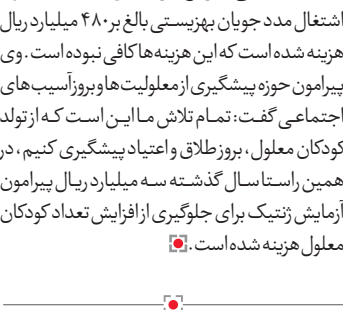 اشتغال مدد جویان بهزیستی بالغ بر ۴۸۰ میلیارد ریال
هزینه شده است که این هزینه‌ها کافی نبوده است. وی
پیرامون حوزه پیشگیری از معلولیت‌ها و بروز آسیب‌های
اجتماعی گفت: تمام تلاش ما این است که از تولد
کودکان معلول، بروز طلاق و اعتیاد پیشگیری کنیم، در
همین راستا سال گذشته سه میلیارد ریال پیرامون
آزمایش ژنتیک برای جلوگیری از افزایش تعداد کودکان
معلول هزینه شده است.